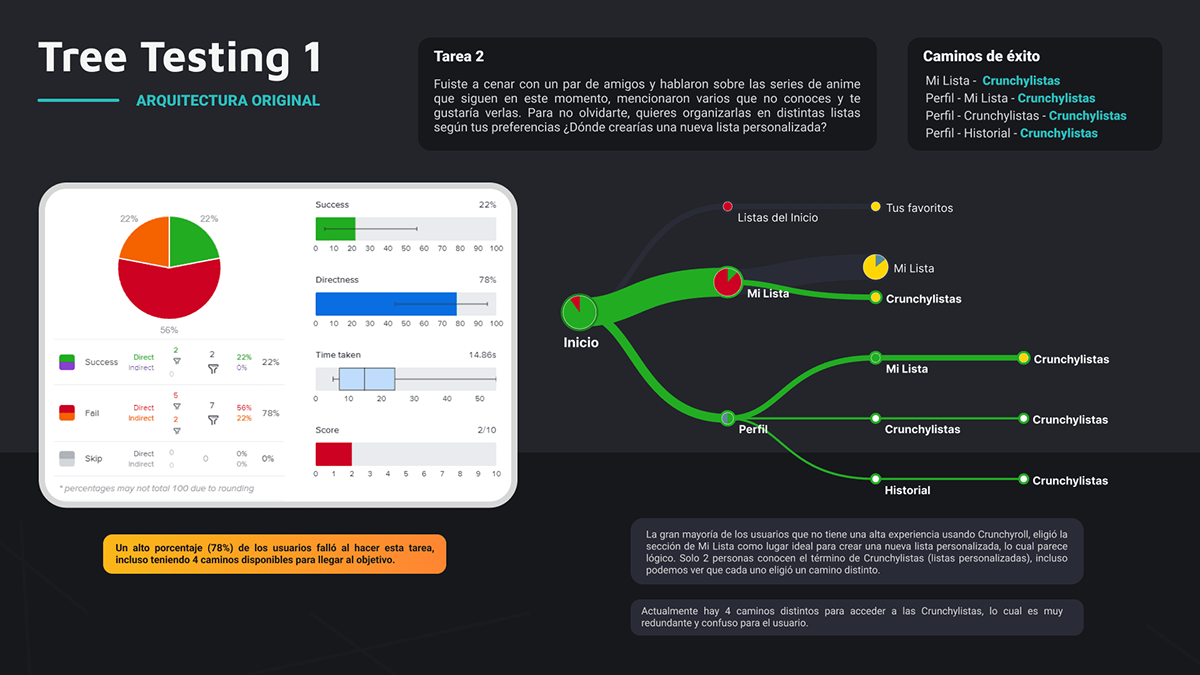 Tree Testing 1
ARQUITECTURA ORIGINAL
Tarea 2
Fuiste a cenar con un par de amigos y hablaron sobre las series de anime
que siguen en este momento, mencionaron varios que no conoces y te
gustaría verlas. Para no olvidarte, quieres organizarlas en distintas listas
según tus preferencias ¿Dónde crearías una nueva lista personalizada?
Caminos de éxito
Mi Lista - Crunchylistas
Perfil - Mi Lista - Crunchylistas
Perfil - Crunchylistas - Crunchylistas
Perfil - Historial - Crunchylistas
22% 22%
56%
Success Direct 2 2 22% 22%
Indirect 0 0%
Fail Direct 5 7 56% 78%
Indirect 2 22%
Skip Direct 0 0 0% 0%
Indirect 0 0%
* percentages may not total 100 due to rounding
Success 22%
0 10 20 30 40 50 60 70 80 90 100
Directness 78%
0 10 20 30 40 50 60 70 80 90 100
Time taken 14.86s
0 10 20 30 40 50
Score 2/10
0 1 2 3 4 5 6 7 8 9 10
Listas del Inicio
Tus favoritos
Mi Lista
Mi Lista
Crunchylistas
Inicio
Mi Lista
Crunchylistas
Perfil
Crunchylistas
Crunchylistas
Historial
Crunchylistas
Un alto porcentaje (78%) de los usuarios falló al hacer esta tarea,
incluso teniendo 4 caminos disponibles para llegar al objetivo.
La gran mayoría de los usuarios que no tiene una alta experiencia usando Crunchyroll, eligió la
sección de Mi Lista como lugar ideal para crear una nueva lista personalizada, lo cual parece
lógico. Solo 2 personas conocen el término de Crunchylistas (listas personalizadas), incluso
podemos ver que cada uno eligió un camino distinto.
Actualmente hay 4 caminos distintos para acceder a las Crunchylistas, lo cual es muy
redundante y confuso para el usuario.